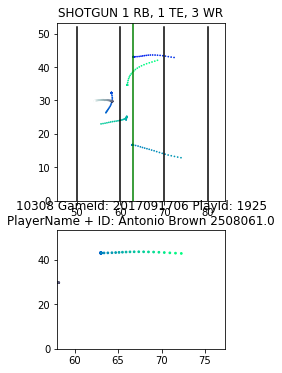 SHOTGUN 1 RB, 1 TE, 3 WR
50
40
30
20
10
0
50 60 70 80
10308 GameId: 2017091706 PlayId: 1925
PlayerName + ID: Antonio Brown 2508061.0
40
20
0
60 65 70 75